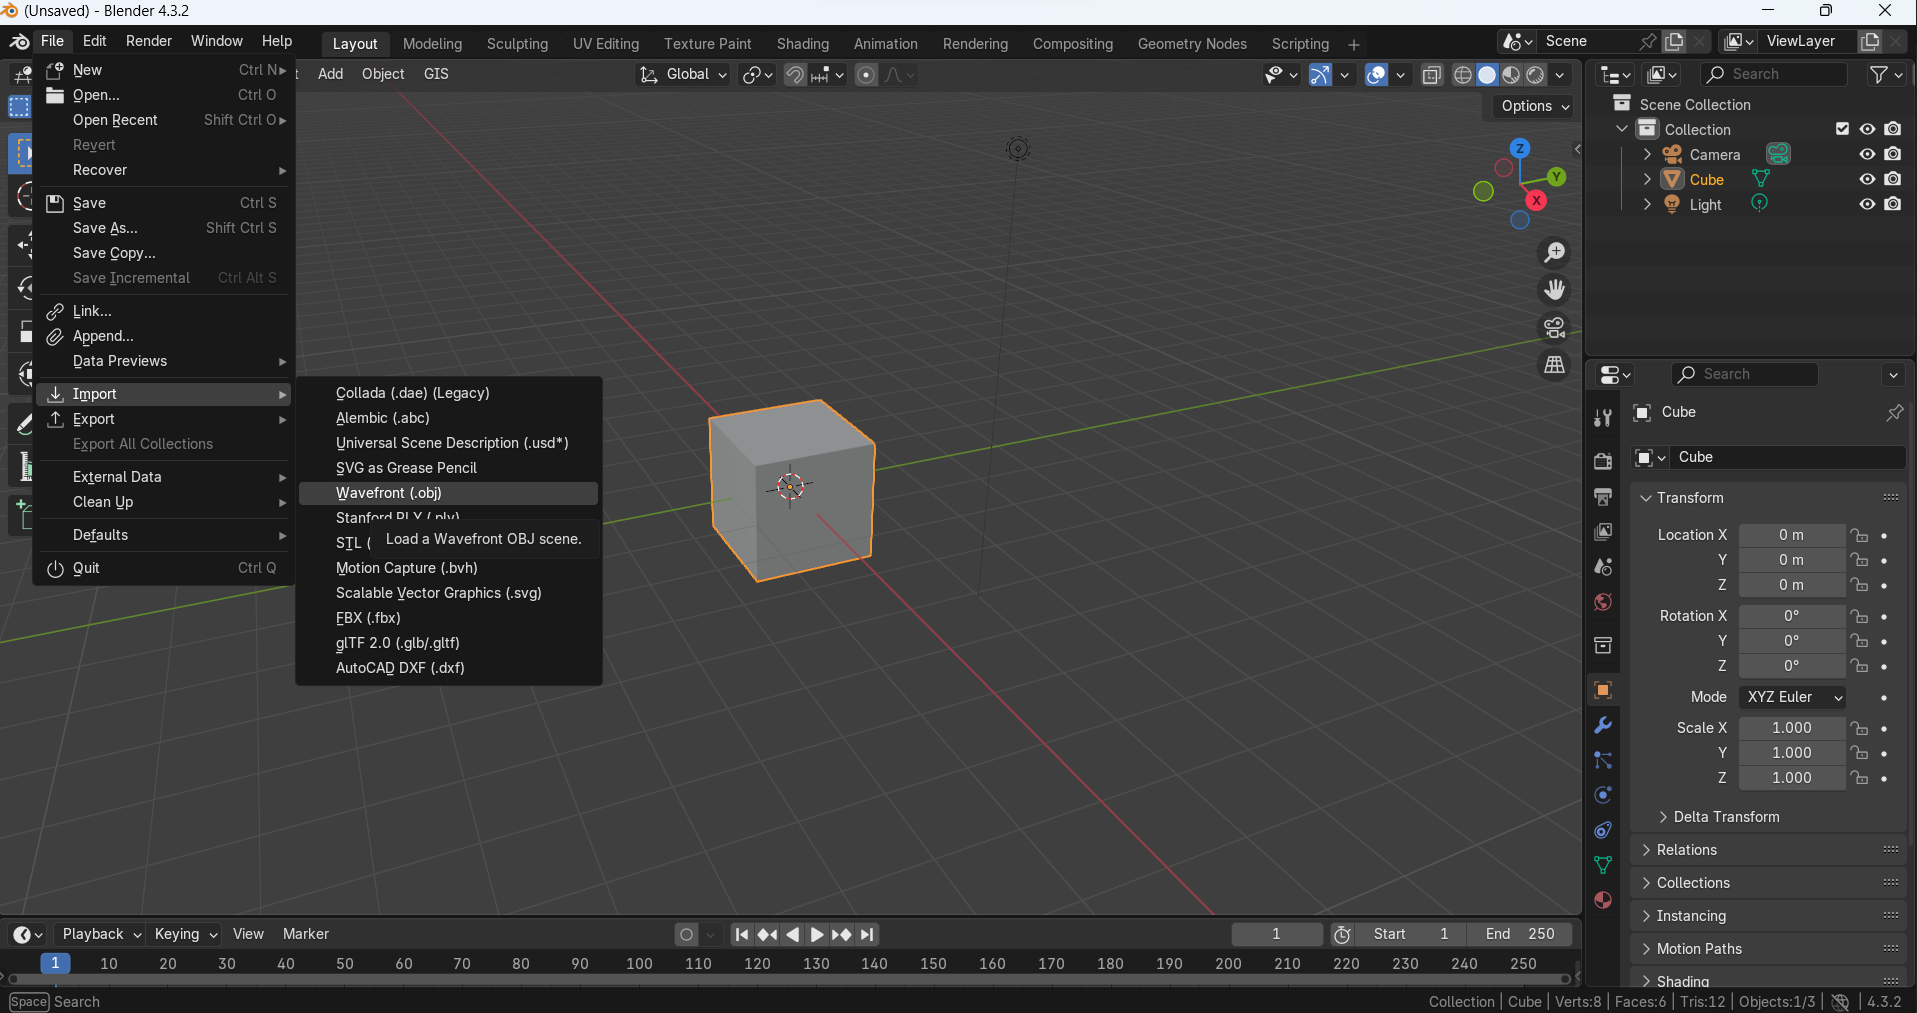 (Unsaved) - Blender 4.3.2
File Edit Render Window Help Layout Modeling Sculpting UV Editing Texture Paint Shading Animation Rendering Compositing Geometry Nodes Scripting + Scene ViewLayer
Add Object GIS Global Search
Options
New Ctrl N
Open... Ctrl O
Open Recent Shift Ctrl O
Revert
Recover
Save Ctrl S
Save As... Shift Ctrl S
Save Copy...
Save Incremental Ctrl Alt S
Link...
Append...
Data Previews
Import
Export
Export All Collections
External Data
Clean Up
Defaults
Quit Ctrl Q
Collada (.dae) (Legacy)
Alembic (.abc)
Universal Scene Description (.usd*)
SVG as Grease Pencil
Wavefront (.obj)
Stanford PLY (.ply)
STL (
Load a Wavefront OBJ scene.
Motion Capture (.bvh)
Scalable Vector Graphics (.svg)
FBX (.fbx)
glTF 2.0 (.glb/.gltf)
AutoCAD DXF (.dxf)
Z
Y
X
Scene Collection
Collection
Camera
Cube
Light
Search
Cube
Cube
Transform
Location X 0 m
Y 0 m
Z 0 m
Rotation X 0°
Y 0°
Z 0°
Mode XYZ Euler
Scale X 1.000
Y 1.000
Z 1.000
Delta Transform
Relations
Collections
Instancing
Motion Paths
Shading
Playback Keying View Marker 1 Start 1 End 250
1 10 20 30 40 50 60 70 80 90 100 110 120 130 140 150 160 170 180 190 200 210 220 230 240 250
Space Search Collection | Cube | Verts:8 | Faces:6 | Tris:12 | Objects:1/3 | 4.3.2